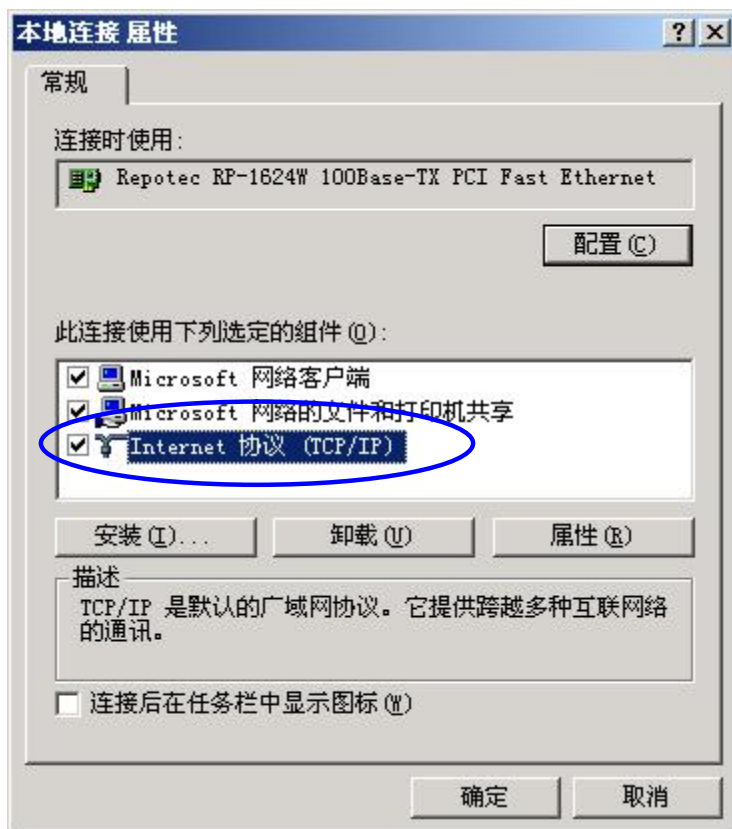 本地连接 属性
常规
连接时使用:
Repotec RP-1624W 100Base-TX PCI Fast Ethernet
配置(C)
此连接使用下列选定的组件(O):
Microsoft 网络客户端
Microsoft 网络的文件和打印机共享
Internet 协议 (TCP/IP)
安装(I)... 卸载(U) 属性(R)
描述
TCP/IP 是默认的广域网协议。它提供跨越多种互联网络
的通讯。
连接后在任务栏中显示图标(W)
确定 取消